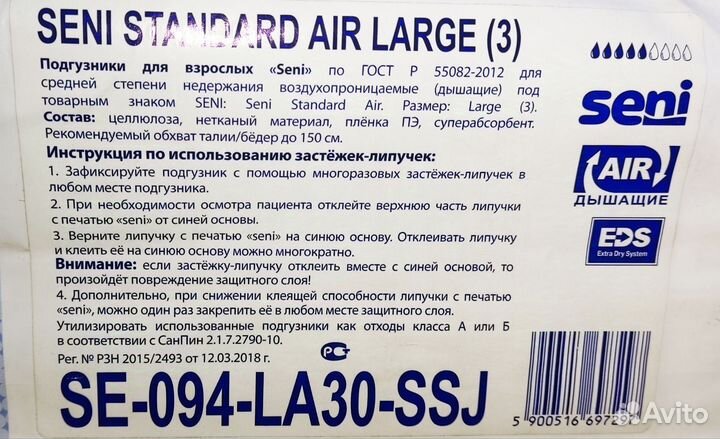 SENI STANDARD AIR LARGE (3)
Подгузники для взрослых «Seni» по ГОСТ Р 55082-2012 для
средней степени недержания воздухопроницаемые (дышащие) под
товарным знаком SENI: Seni Standard Air. Размер: Large (3).
Состав: целлюлоза, нетканый материал, плёнка ПЭ, суперабсорбент.
Рекомендуемый обхват талии/бёдер до 150 см.
Инструкция по использованию застёжек-липучек:
1. Зафиксируйте подгузник с помощью многоразовых застёжек-липучек в
любом месте подгузника.
2. При необходимости осмотра пациента отклейте верхнюю часть липучки
с печатью «seni» от синей основы.
3. Верните липучку с печатью «seni» на синюю основу. Отклеивать липучку
и клеить её на синюю основу можно многократно.
Внимание: если застёжку-липучку отклеить вместе с синей основой, то
произойдёт повреждение защитного слоя!
4. Дополнительно, при снижении клеящей способности липучки с печатью
«seni», можно один раз закрепить её в любом месте защитного слоя.
Утилизировать использованные подгузники как отходы класса А или Б
в соответствии с СанПин 2.1.7.2790-10.
Рег. № РЗН 2015/2493 от 12.03.2018 г.
SE-094-LA30-SSJ
seni
AIR
ДЫШАЩИЕ
EDS
Extra Dry System
5 900516 697
Avito